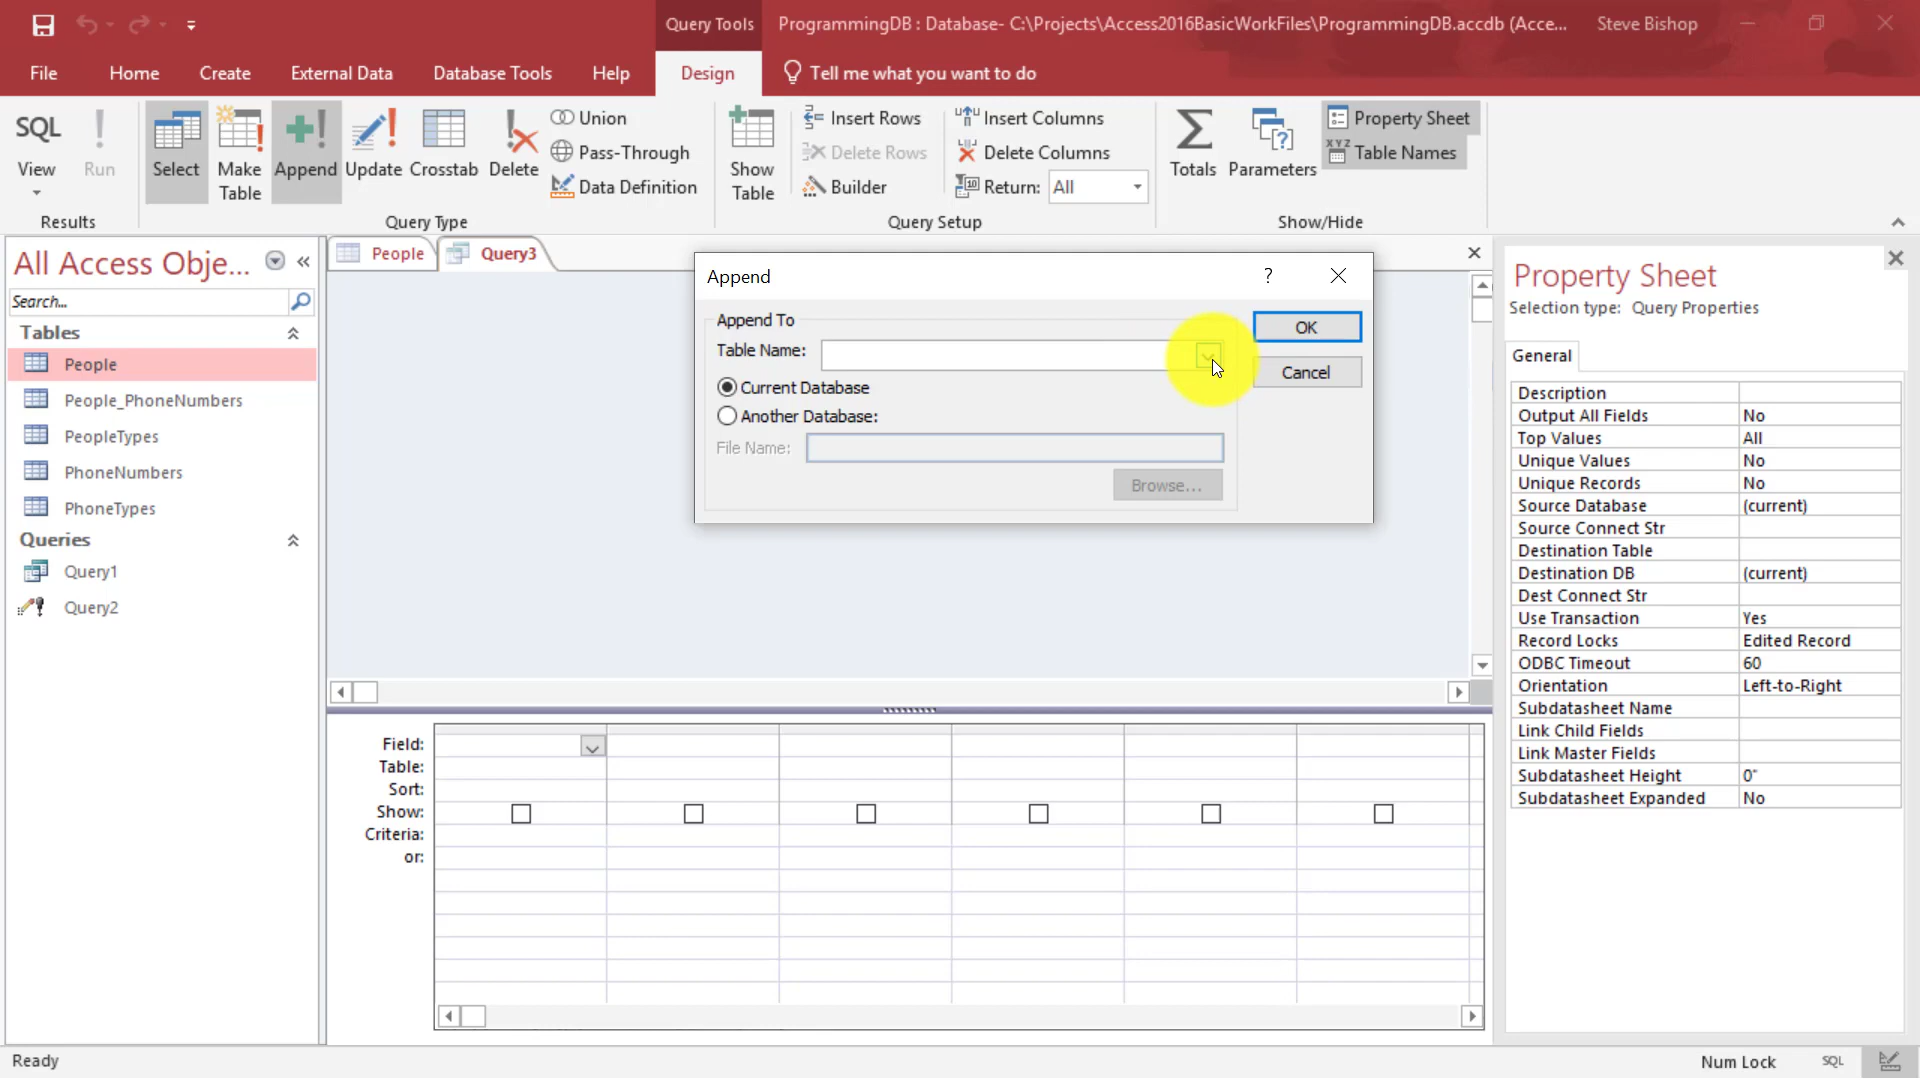 Query Tools
ProgrammingDB : Database- C:\Projects\Access2016BasicWorkFiles\ProgrammingDB.accdb (Acce...
Steve Bishop
File
Home
Create
External Data
Database Tools
Help
Design
Tell me what you want to do
SQL
View
Run
Results
Select
Make
Table
Append
Update
Crosstab
Delete
Union
Pass-Through
Data Definition
Query Type
Show
Table
Insert Rows
Delete Rows
Builder
Insert Columns
Delete Columns
Return: All
Query Setup
Totals
Parameters
Property Sheet
XYZ Table Names
Show/Hide
All Access Obje...
Search...
Tables
People
People_PhoneNumbers
PeopleTypes
PhoneNumbers
PhoneTypes
Queries
Query1
Query2
People
Query3
Append
?
Append To
Table Name:
Current Database
Another Database:
File Name:
Browse...
OK
Cancel
Field:
Table:
Sort:
Show:
Criteria:
or:
Property Sheet
Selection type: Query Properties
General
Description
Output All Fields No
Top Values All
Unique Values No
Unique Records No
Source Database (current)
Source Connect Str
Destination Table
Destination DB (current)
Dest Connect Str
Use Transaction Yes
Record Locks Edited Record
ODBC Timeout 60
Orientation Left-to-Right
Subdatasheet Name
Link Child Fields
Link Master Fields
Subdatasheet Height 0"
Subdatasheet Expanded No
Ready
Num Lock
SQL